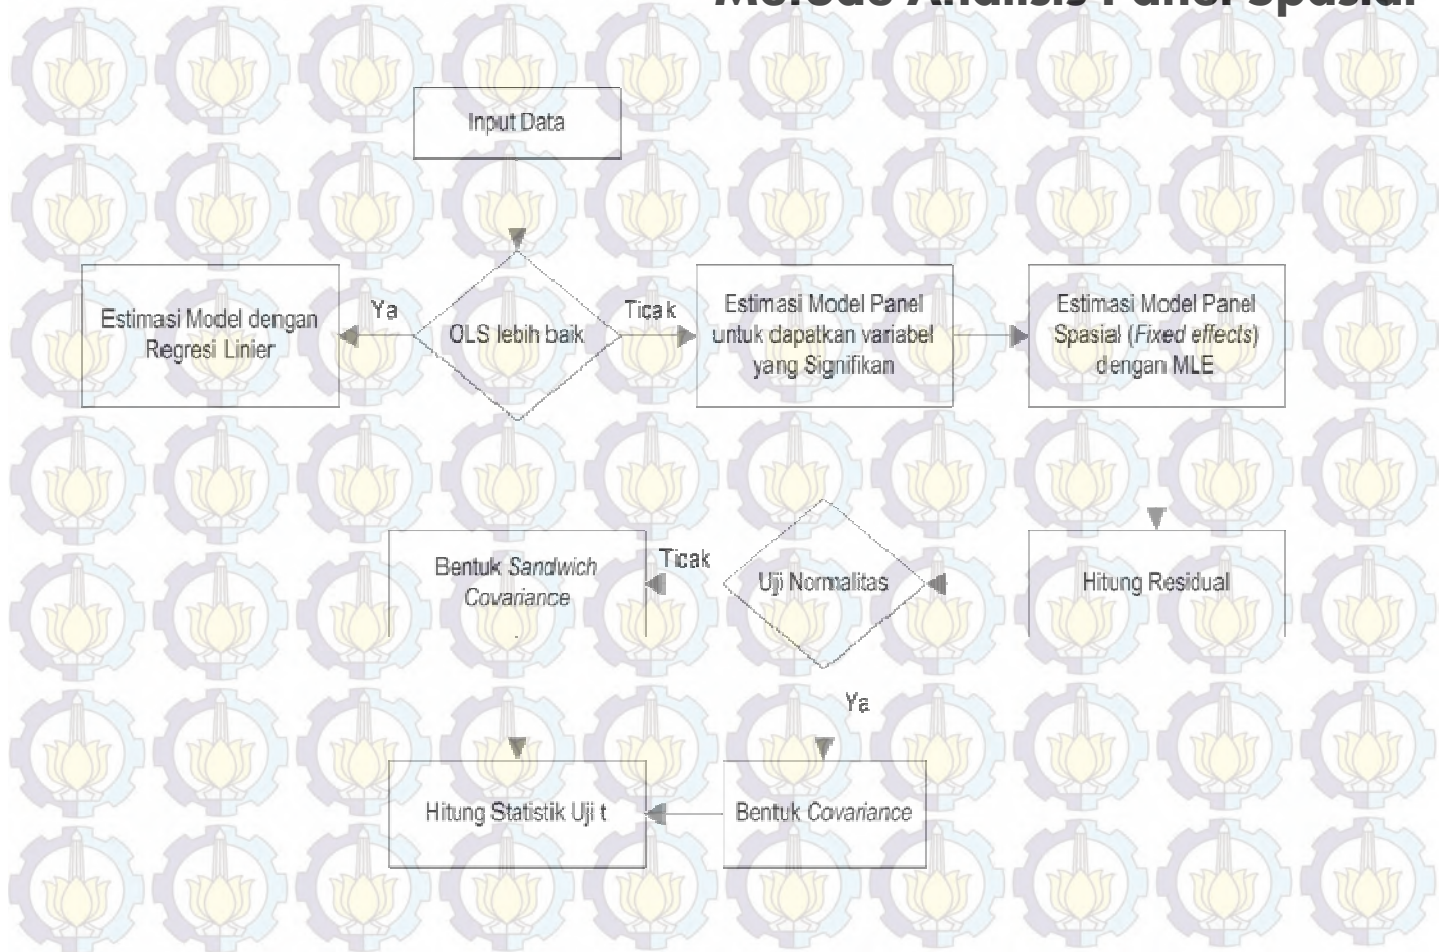 Metode Analisis Panel Spasial
Input Data
Estimasi Model dengan
Regresi Linier
Ya
OLS lebih baik
Tidak
Estimasi Model Panel
untuk dapatkan variabel
yang Signifikan
Estimasi Model Panel
Spasial (Fixed effects)
dengan MLE
Bentuk Sandwich
Covariance
Tidak
Uji Normalitas
Hitung Residual
Ya
Hitung Statistik Uji t
Bentuk Covariance